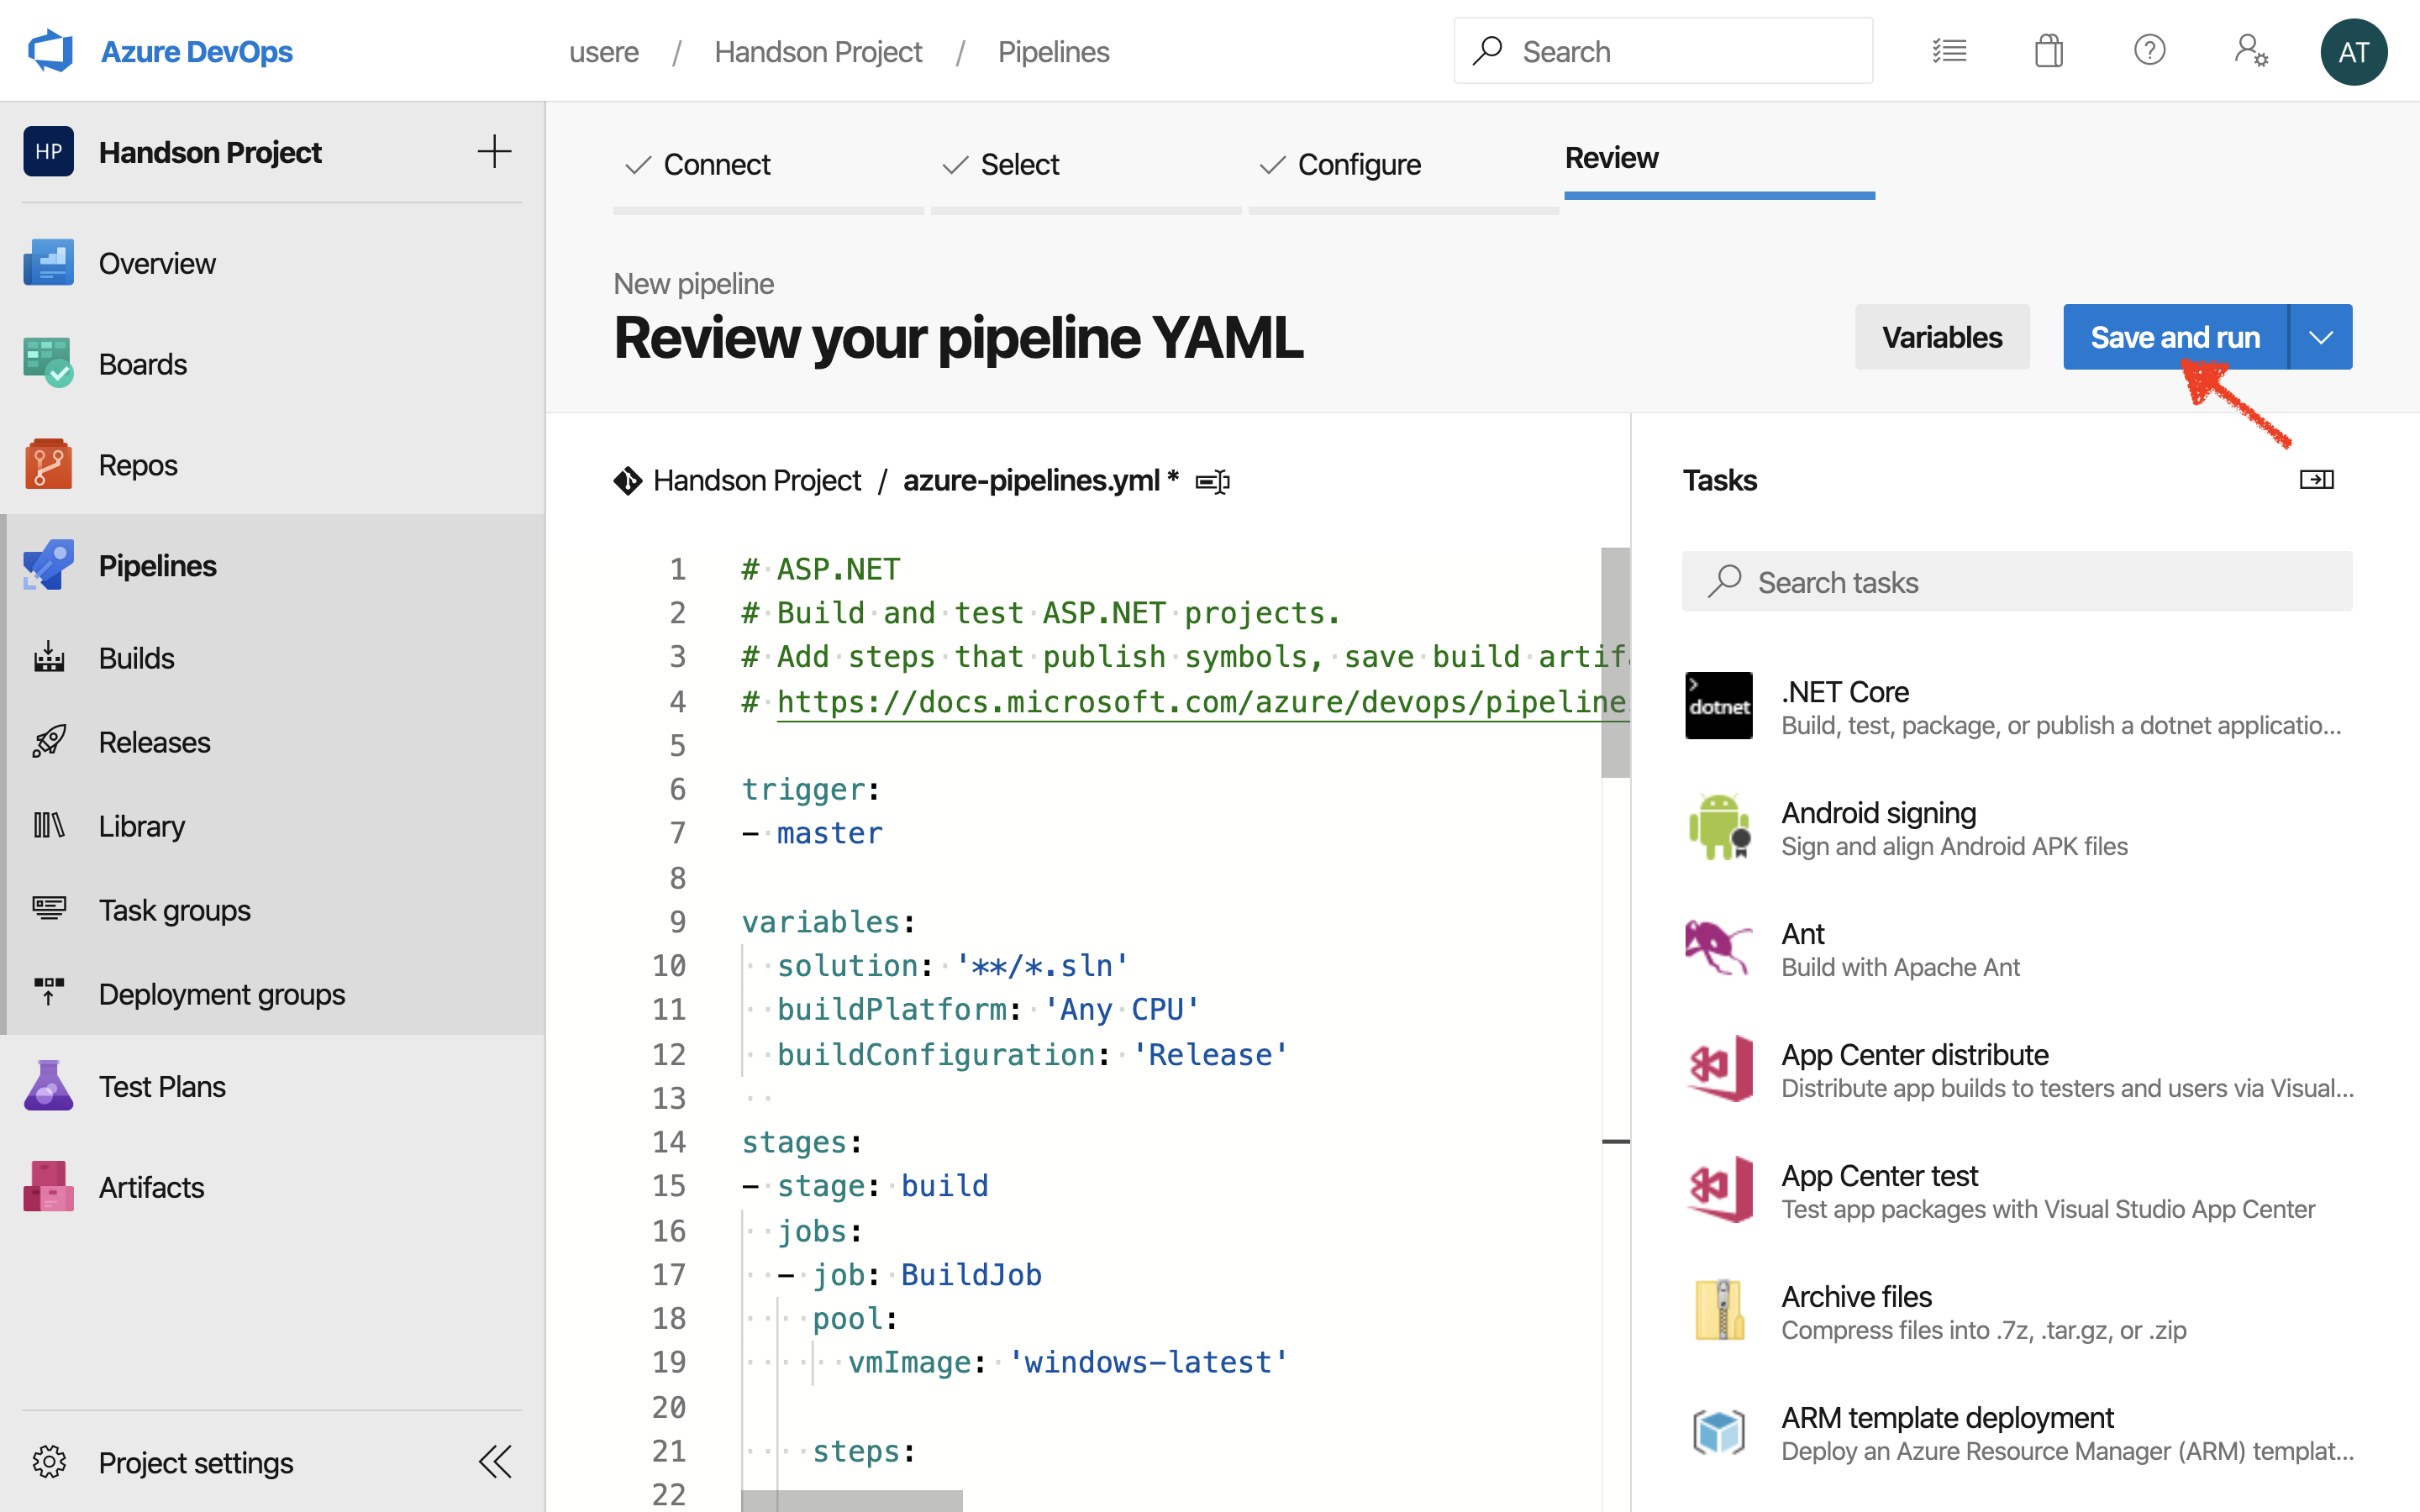 Azure DevOps
usere / Handson Project / Pipelines
Search
AT
HP Handson Project
Overview
Boards
Repos
Pipelines
Builds
Releases
Library
Task groups
Deployment groups
Test Plans
Artifacts
Project settings
Connect
Select
Configure
Review
New pipeline
Review your pipeline YAML
Variables
Save and run
Handson Project / azure-pipelines.yml *
1 # ASP.NET
2 # Build and test ASP.NET projects.
3 # Add steps that publish symbols, save build artif
4 # https://docs.microsoft.com/azure/devops/pipeline
5
6 trigger:
7 - master
8
9 variables:
10 solution: '**/*.sln'
11 buildPlatform: 'Any CPU'
12 buildConfiguration: 'Release'
13
14 stages:
15 - stage: build
16 jobs:
17 - job: BuildJob
18 pool:
19 vmImage: 'windows-latest'
20
21 steps:
22
Tasks
Search tasks
dotnet
.NET Core
Build, test, package, or publish a dotnet applicatio...
Android signing
Sign and align Android APK files
Ant
Build with Apache Ant
App Center distribute
Distribute app builds to testers and users via Visual...
App Center test
Test app packages with Visual Studio App Center
Archive files
Compress files into .7z, .tar.gz, or .zip
ARM template deployment
Deploy an Azure Resource Manager (ARM) templat...